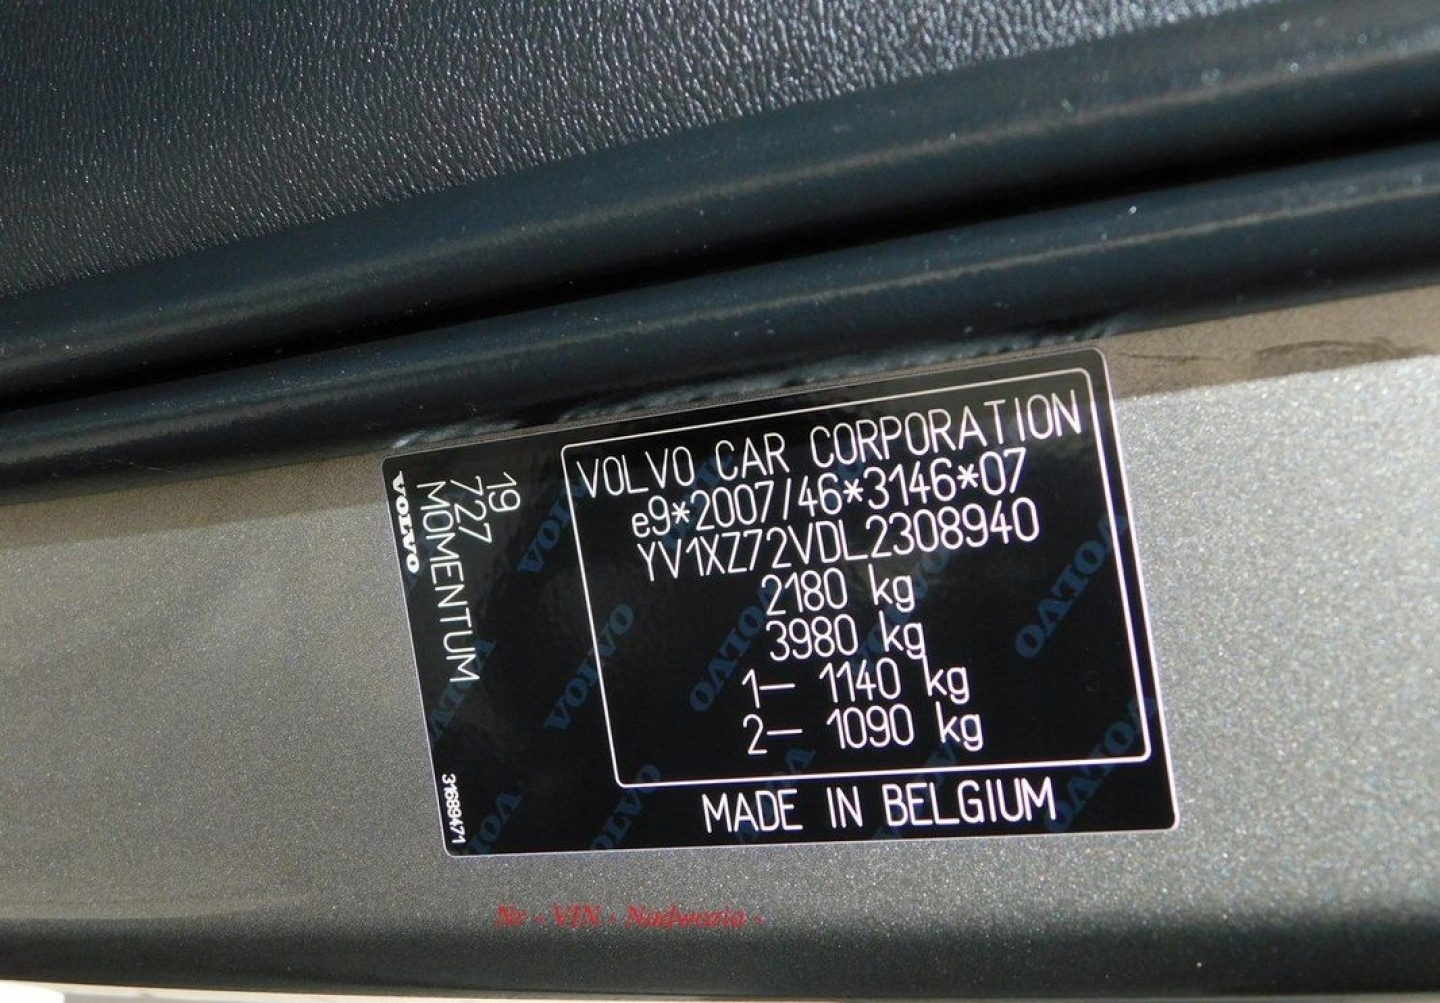 VOLVO CAR CORPORATION
e9*2007/46*3146*07
YV1XZ72VDL2308940
2180 kg
3980 kg
1– 1140 kg
2– 1090 kg
MADE IN BELGIUM
19
727
MOMENTUM
VOLVO
31689471
Nr - VIN - Nadwozia -